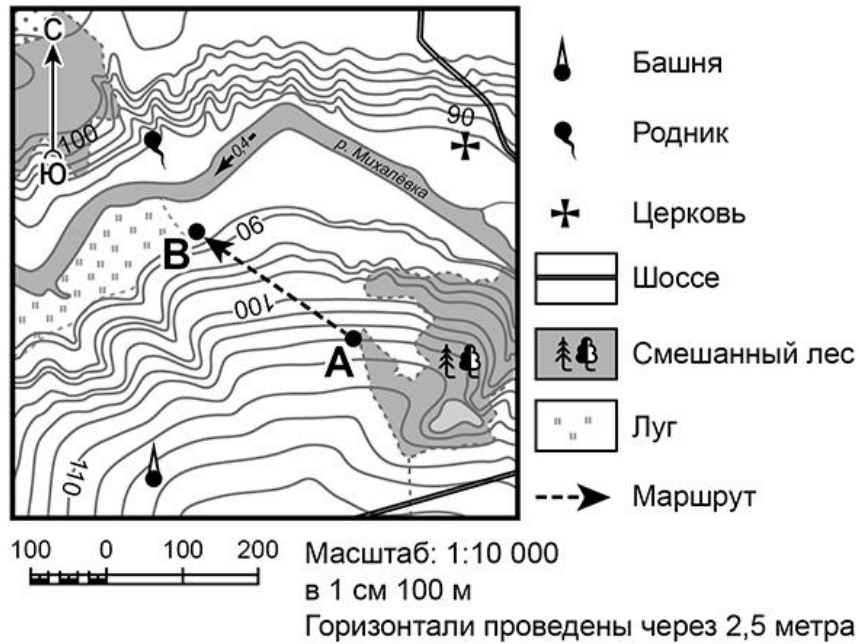 С
Ю
100
0,4
р. Михалёвка
90
90
В
100
А
110
Башня
Родник
Церковь
Шоссе
Смешанный лес
Луг
Маршрут
100 0 100 200
Масштаб: 1:10 000
в 1 см 100 м
Горизонтали проведены через 2,5 метра